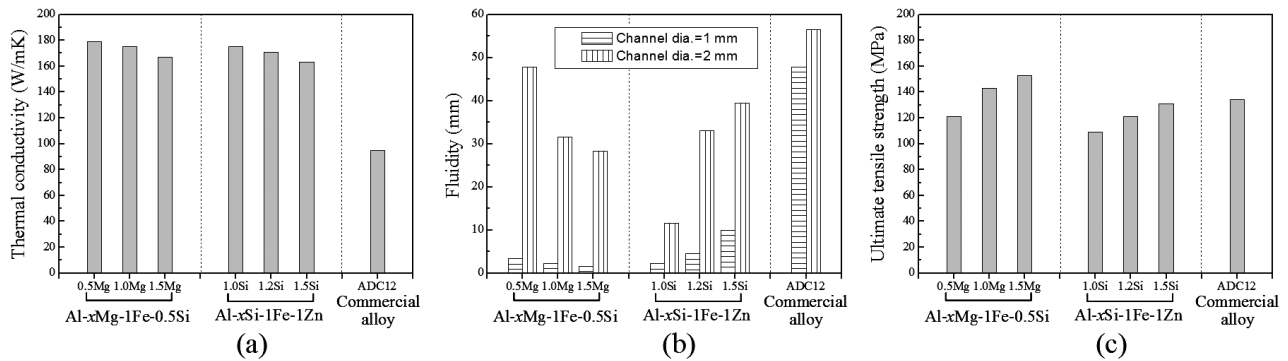 Thermal conductivity (W/mK)
200
180
160
140
120
100
80
60
40
20
0
0.5Mg 1.0Mg 1.5Mg
1.0Si 1.2Si 1.5Si
ADC12
Al-xMg-1Fe-0.5Si
Al-xSi-1Fe-1Zn
Commercial
alloy
(a)
Fluidity (mm)
60
50
40
30
20
10
0
Channel dia.=1 mm
Channel dia.=2 mm
0.5Mg 1.0Mg 1.5Mg
1.0Si 1.2Si 1.5Si
ADC12
Al-xMg-1Fe-0.5Si
Al-xSi-1Fe-1Zn
Commercial
alloy
(b)
Ultimate tensile strength (MPa)
200
180
160
140
120
100
80
60
40
20
0
0.5Mg 1.0Mg 1.5Mg
1.0Si 1.2Si 1.5Si
ADC12
Al-xMg-1Fe-0.5Si
Al-xSi-1Fe-1Zn
Commercial
alloy
(c)